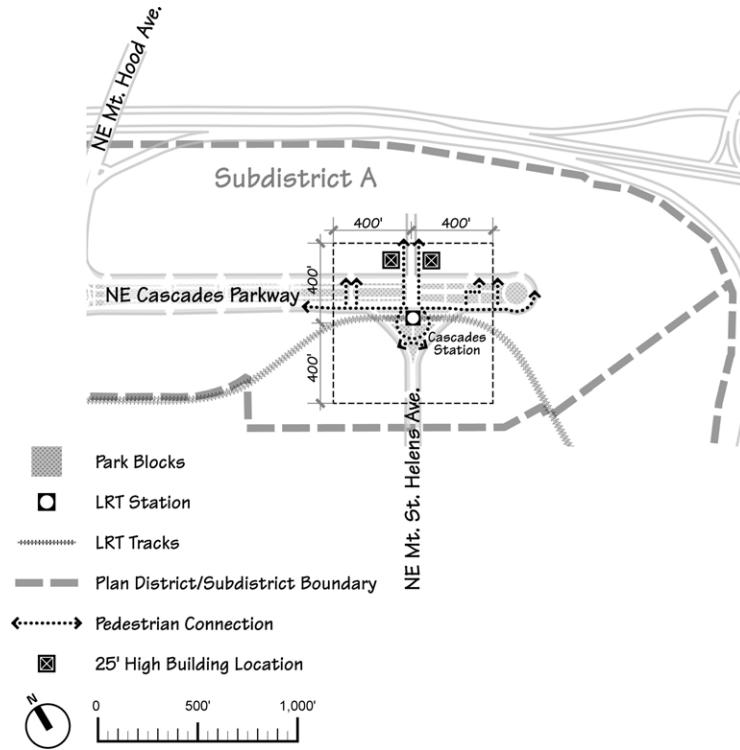 NE Mt. Hood Ave.
Subdistrict A
400' 400'
400'
NE Cascades Parkway
Cascades
Station
400'
NE Mt. St. Helens Ave.
Park Blocks
LRT Station
LRT Tracks
Plan District/Subdistrict Boundary
Pedestrian Connection
25' High Building Location
N
0 500' 1,000'